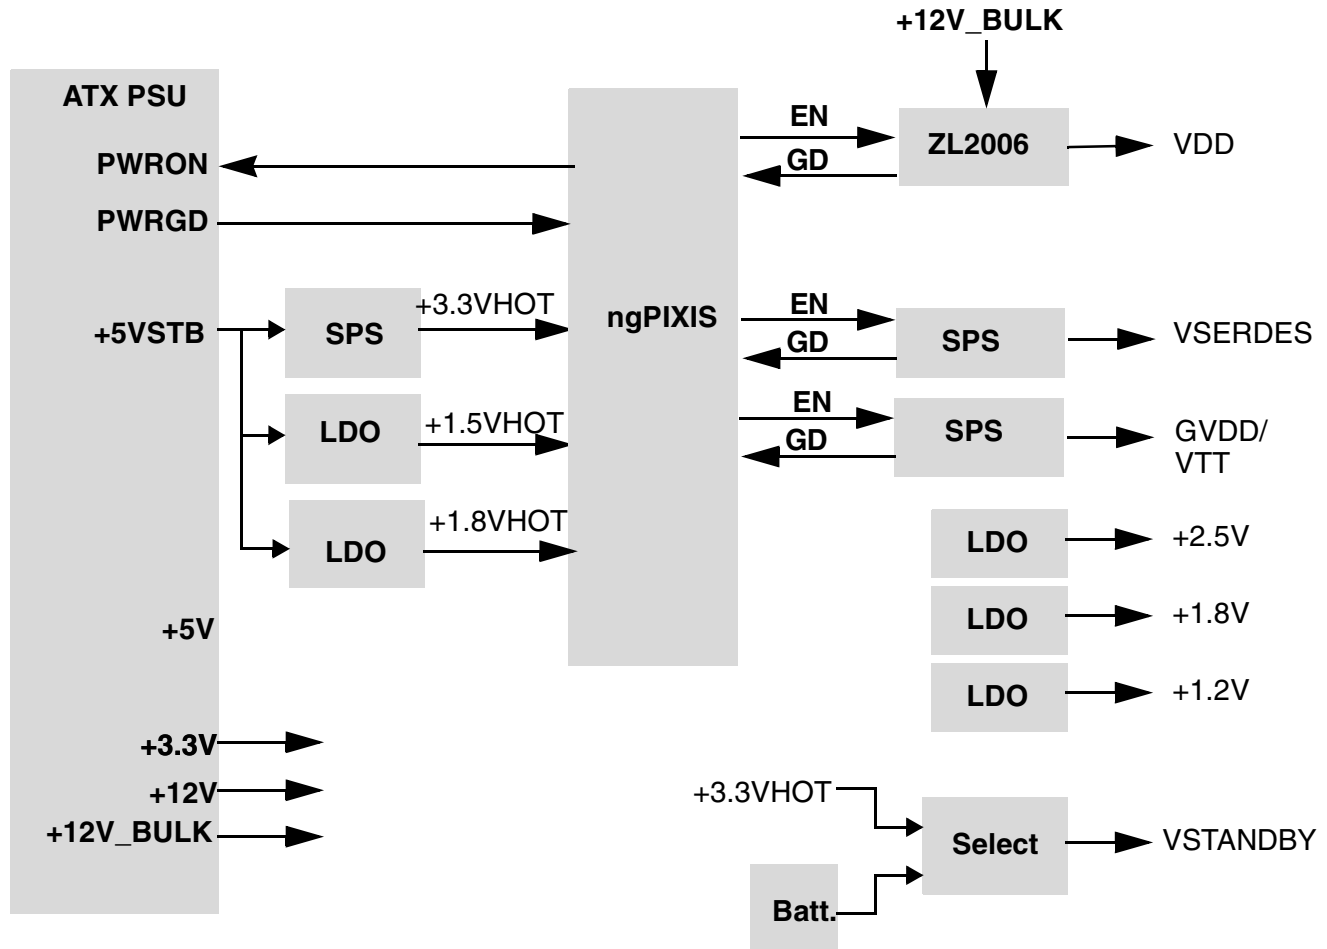 +12V_BULK
ATX PSU
PWRON
PWRGD
+5VSTB
+5V
+3.3V
+12V
+12V_BULK
SPS
+3.3VHOT
LDO
+1.5VHOT
LDO
+1.8VHOT
ngPIXIS
EN
GD
ZL2006
VDD
EN
GD
SPS
VSERDES
EN
GD
SPS
GVDD/
VTT
LDO
+2.5V
LDO
+1.8V
LDO
+1.2V
+3.3VHOT
Batt.
Select
VSTANDBY